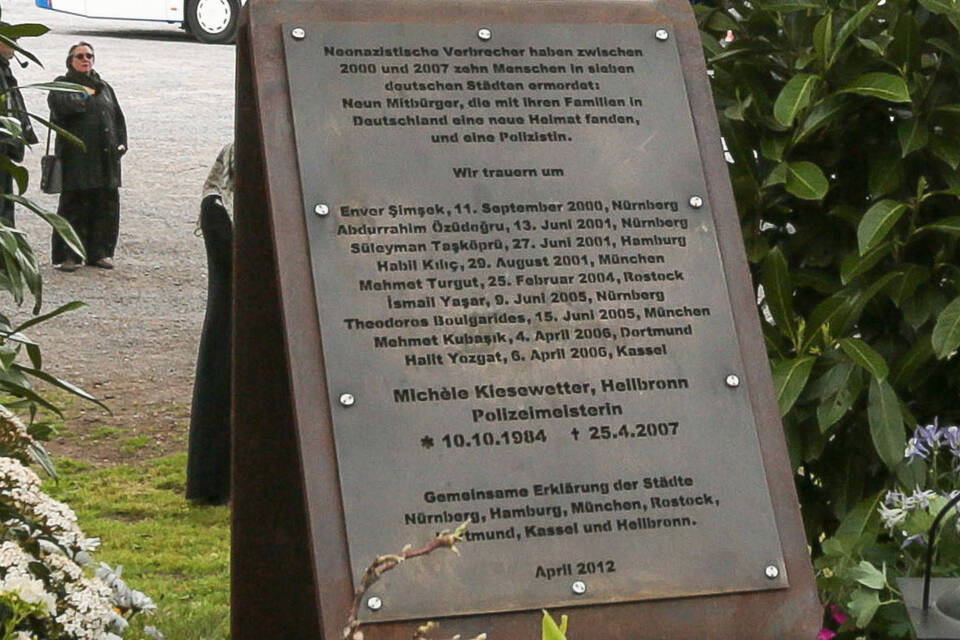 Neonazistische Verbrecher haben zwischen
2000 und 2007 zehn Menschen in sieben
deutschen Städten ermordet:
Neun Mitbürger, die mit ihren Familien in
Deutschland eine neue Heimat fanden,
und eine Polizistin.
Wir trauern um
Enver Şimşek, 11. September 2000, Nürnberg
Abdurrahim Özüdoğru, 13. Juni 2001, Nürnberg
Süleyman Taşköprü, 27. Juni 2001, Hamburg
Habil Kılıç, 29. August 2001, München
Mehmet Turgut, 25. Februar 2004, Rostock
İsmail Yaşar, 9. Juni 2005, Nürnberg
Theodoros Boulgarides, 15. Juni 2005, München
Mehmet Kubaşık, 4. April 2006, Dortmund
Halit Yozgat, 6. April 2006, Kassel
Michèle Kiesewetter, Heilbronn
Polizeimeisterin
* 10.10.1984 † 25.4.2007
Gemeinsame Erklärung der Städte
Nürnberg, Hamburg, München, Rostock,
tmund, Kassel und Heilbronn.
April 2012